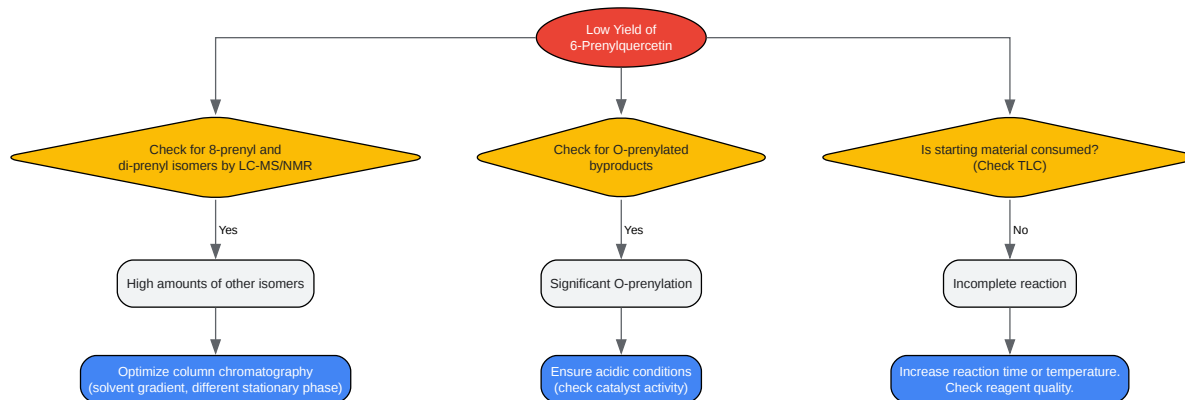 Low Yield of
6-Prenylquercetin
Check for 8-prenyl and
di-prenyl isomers by LC-MS/NMR
Check for O-prenylated
byproducts
Is starting material consumed?
(Check TLC)
Yes
Yes
No
High amounts of other isomers
Significant O-prenylation
Incomplete reaction
Optimize column chromatography
(solvent gradient, different stationary phase)
Ensure acidic conditions
(check catalyst activity)
Increase reaction time or temperature.
Check reagent quality.